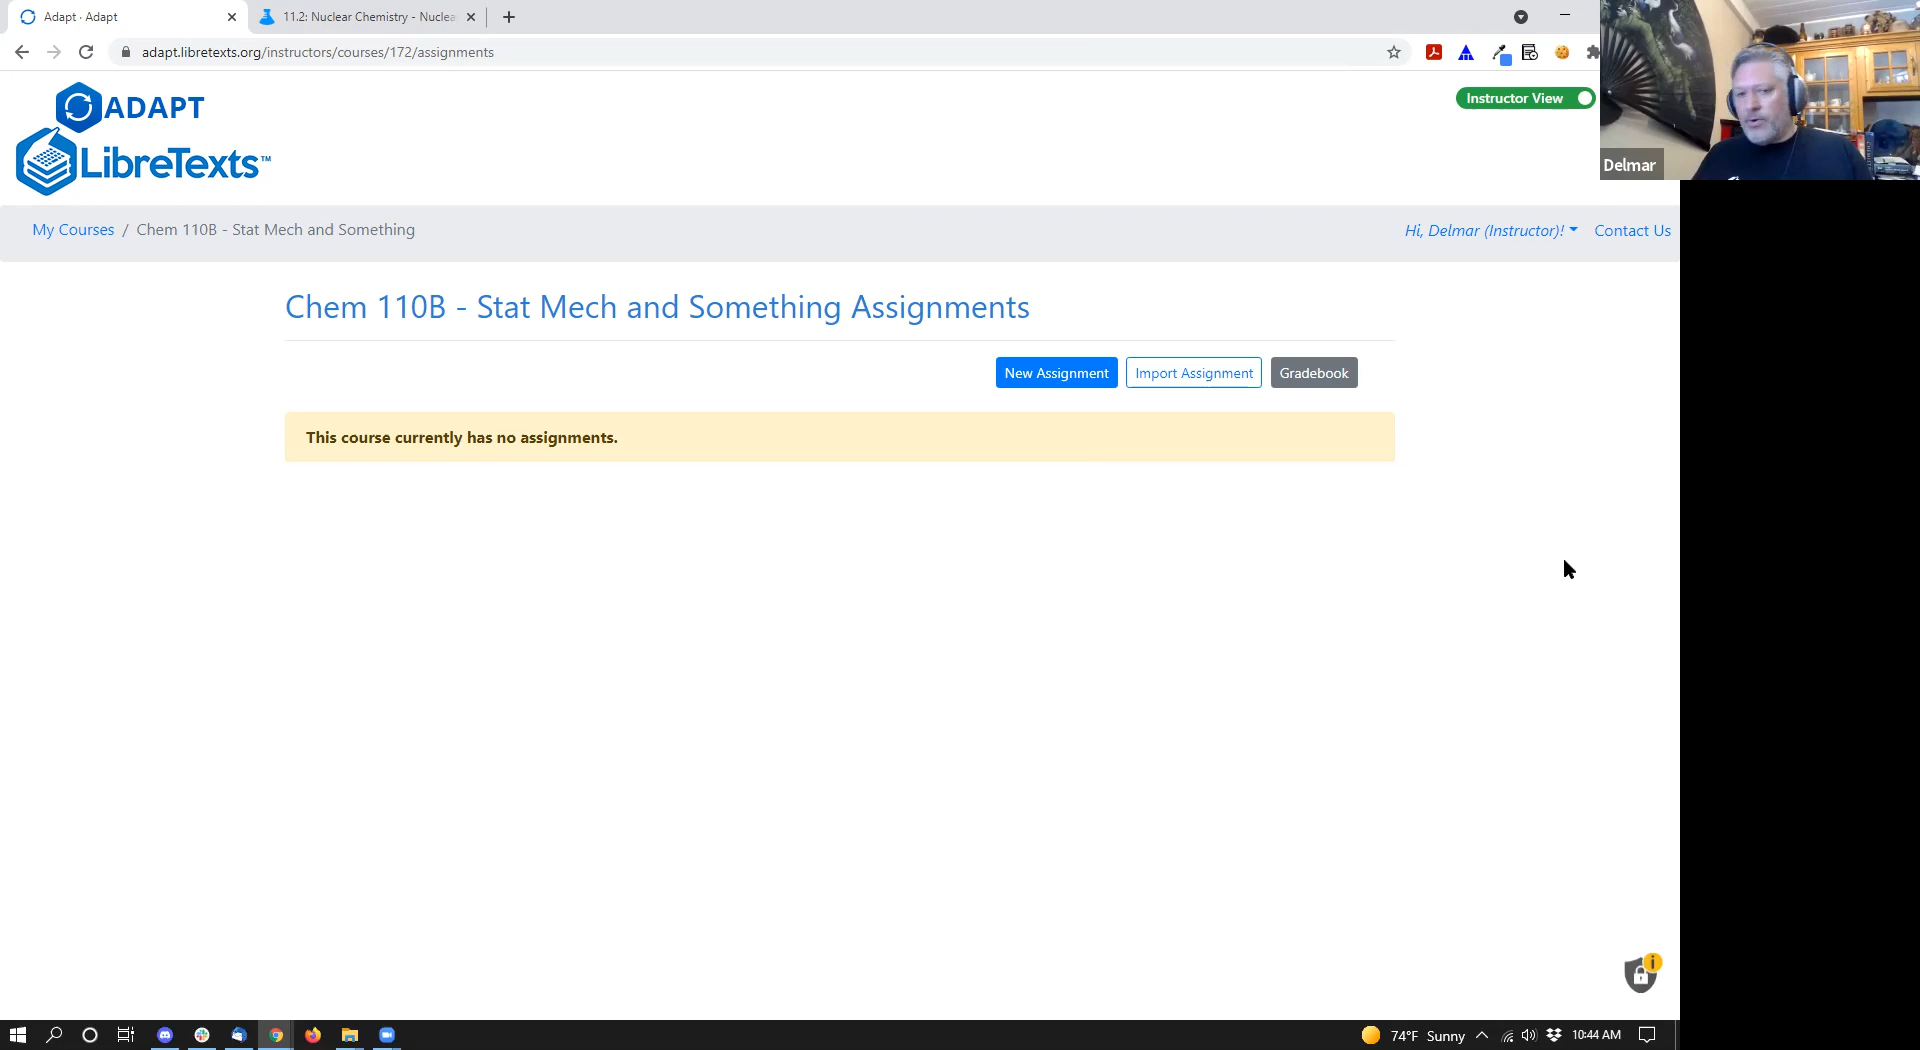 Adapt · Adapt
11.2: Nuclear Chemistry - Nuclea
adapt.libretexts.org/instructors/courses/172/assignments
ADAPT
LibreTexts™
Instructor View
Delmar
My Courses / Chem 110B - Stat Mech and Something
Hi, Delmar (Instructor)! Contact Us
Chem 110B - Stat Mech and Something Assignments
New Assignment Import Assignment Gradebook
This course currently has no assignments.
74°F Sunny 10:44 AM